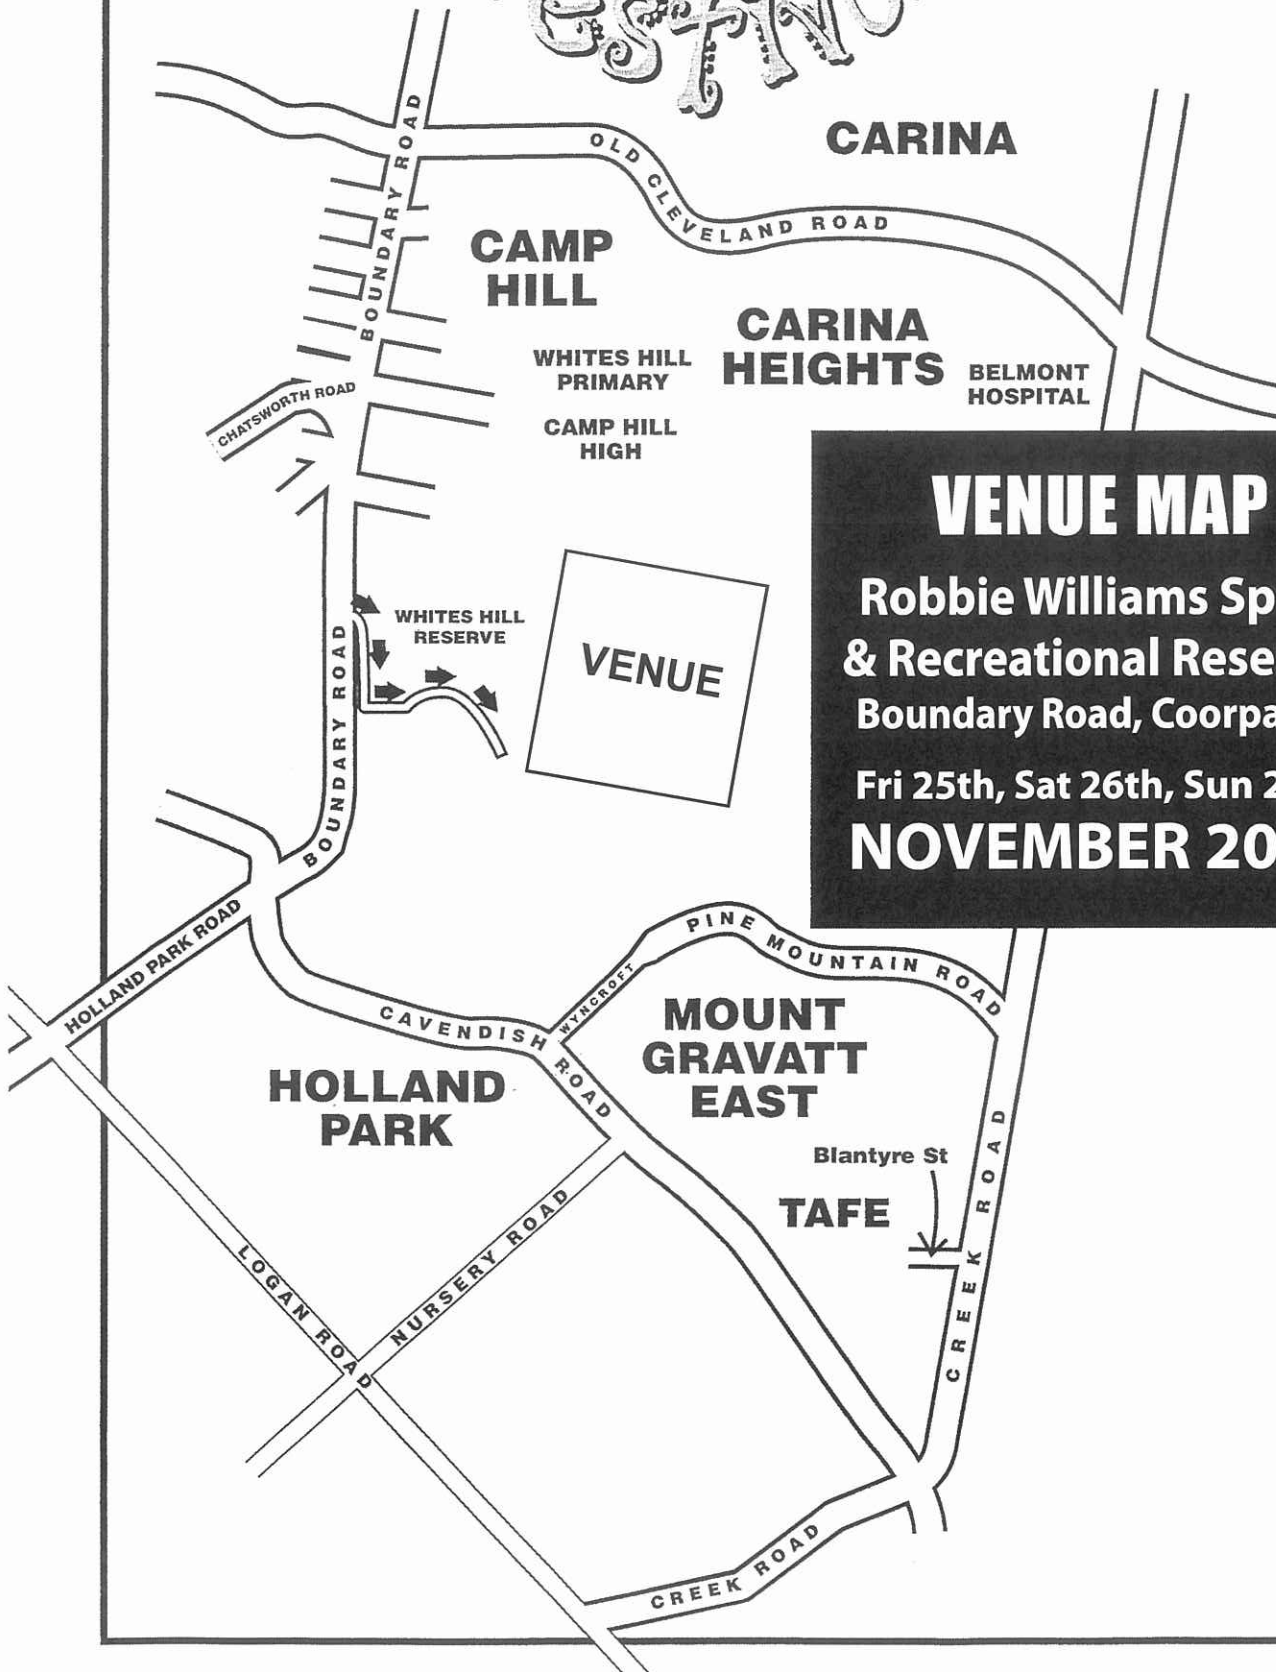 CARINA
BOUNDARY ROAD
OLD CLEVELAND ROAD
CAMP
HILL
BOUNDARY ROAD
CARINA
HEIGHTS
WHITES HILL
PRIMARY
BELMONT
HOSPITAL
CHATSWORTH ROAD
CAMP HILL
HIGH
VENUE MAP
Robbie Williams Sp
& Recreational Rese
Boundary Road, Coorpa
Fri 25th, Sat 26th, Sun 2
NOVEMBER 20
WHITES HILL
RESERVE
VENUE
BOUNDARY ROAD
HOLLAND PARK ROAD
PINE MOUNTAIN ROAD
WYNCROFT
CAVENDISH ROAD
MOUNT
GRAVATT
EAST
HOLLAND
PARK
Blantyre St
TAFE
CREEK ROAD
NURSERY ROAD
LOGAN ROAD
CREEK ROAD